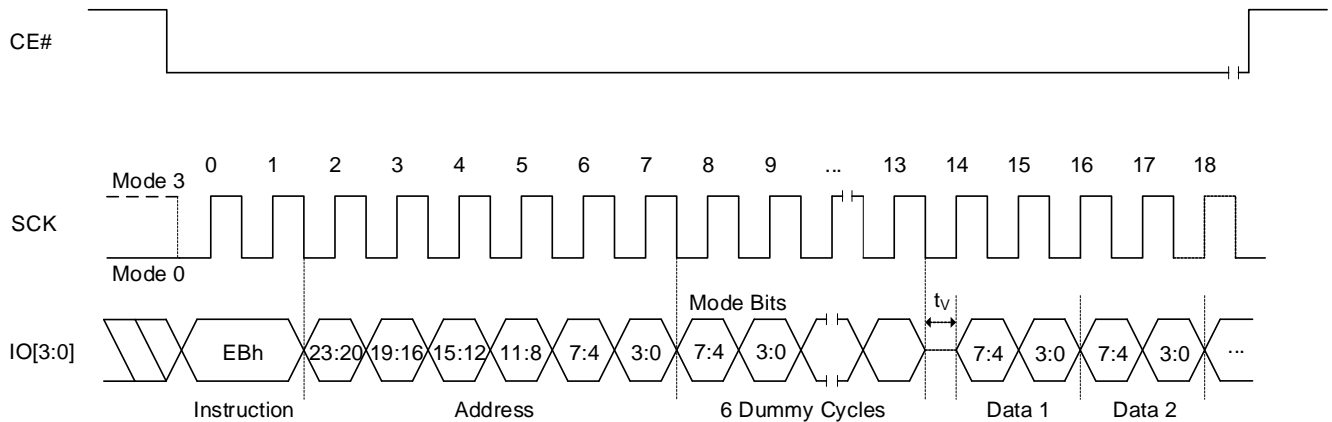 CE#
0 1 2 3 4 5 6 7 8 9 ... 13 14 15 16 17 18
Mode 3
SCK
Mode 0
Mode Bits tV
IO[3:0] EBh 23:20 19:16 15:12 11:8 7:4 3:0 7:4 3:0 7:4 3:0 7:4 3:0 ...
Instruction Address 6 Dummy Cycles Data 1 Data 2